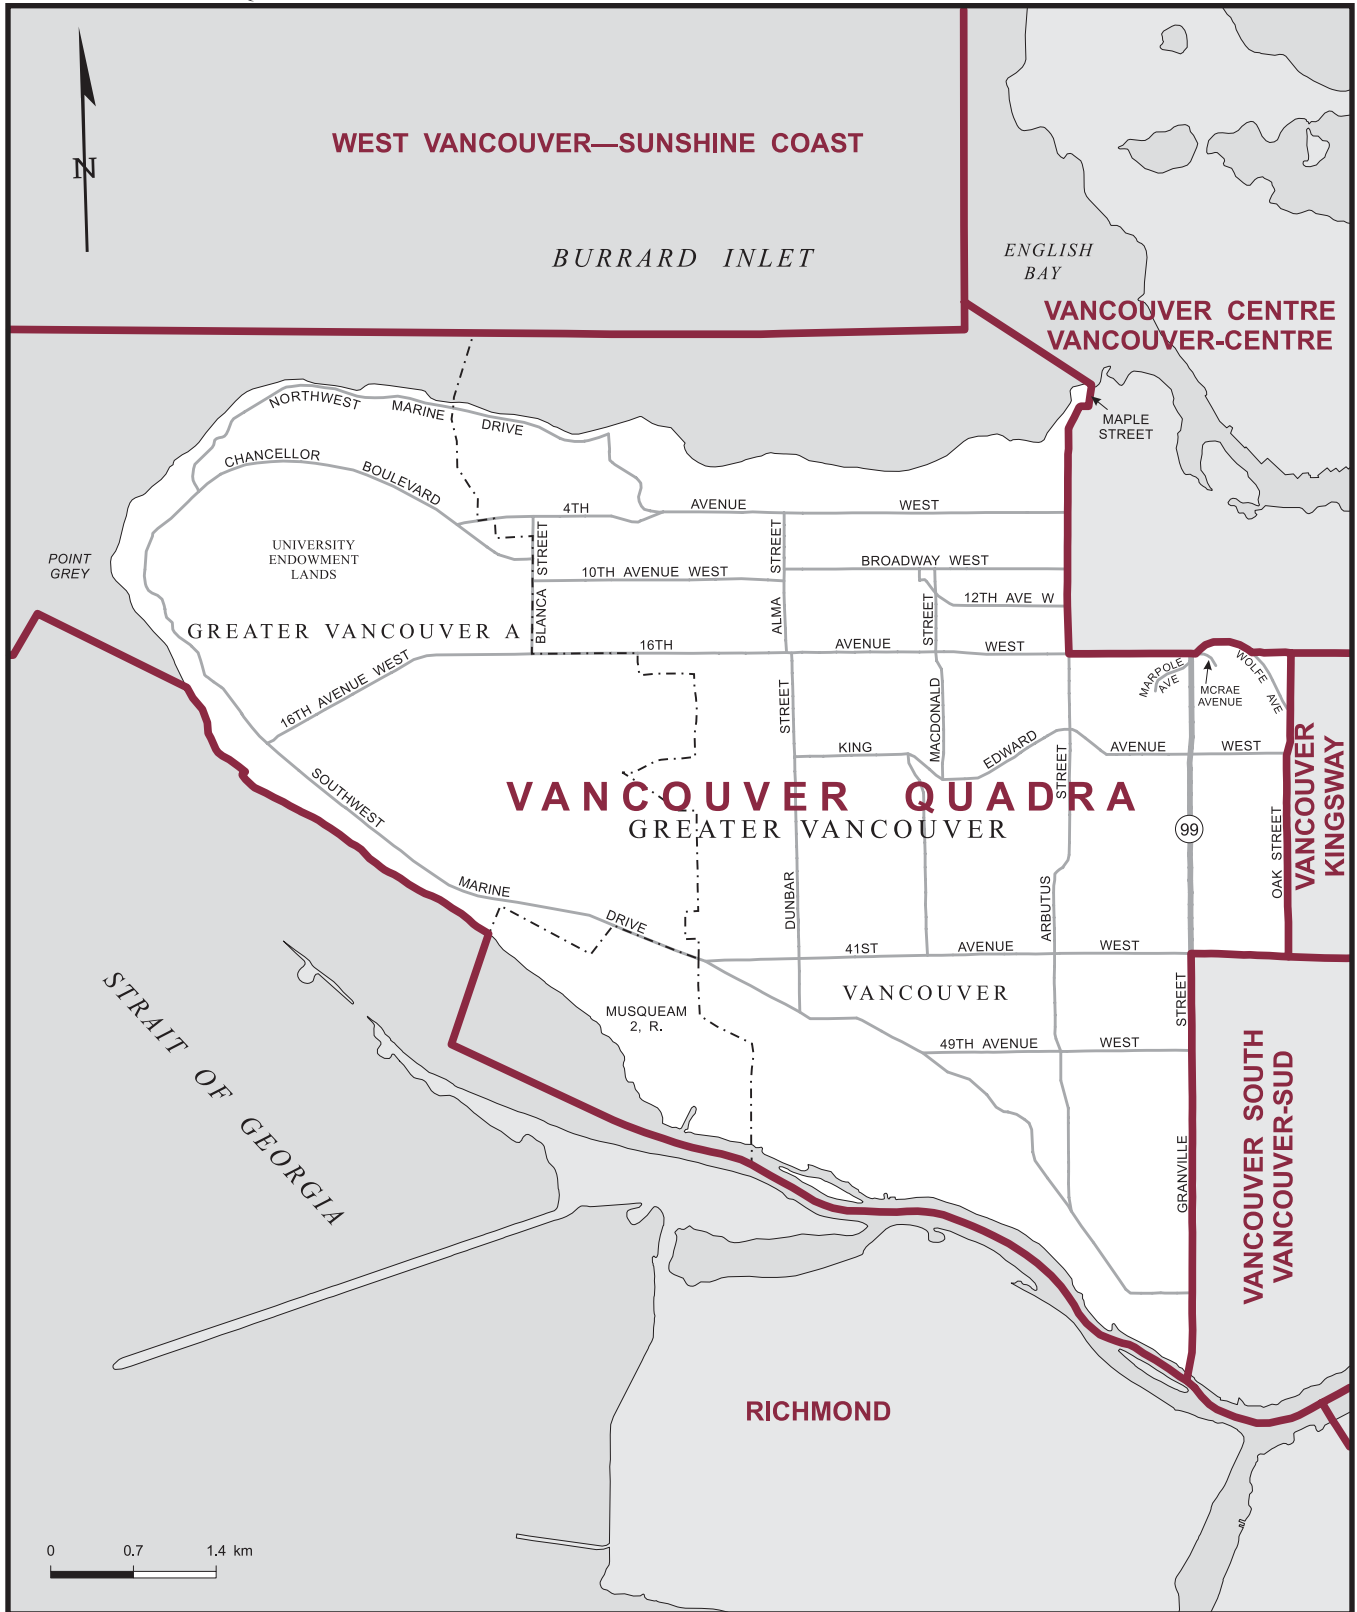 N
WEST VANCOUVER—SUNSHINE COAST
BURRARD INLET
ENGLISH
BAY
VANCOUVER CENTRE
VANCOUVER-CENTRE
MAPLE
STREET
NORTHWEST MARINE DRIVE
CHANCELLOR BOULEVARD
4TH AVENUE WEST
POINT
GREY
UNIVERSITY
ENDOWMENT
LANDS
BLANCA STREET
10TH AVENUE WEST
ALMA STREET
BROADWAY WEST
12TH AVE W
GREATER VANCOUVER A
16TH AVENUE WEST
16TH AVENUE WEST
MACDONALD STREET
MARPOLE
AVE
MCRAE
AVENUE
WOLFE AVE
KING EDWARD AVENUE WEST
VANCOUVER
KINGSWAY
SOUTHWEST MARINE DRIVE
VANCOUVER QUADRA
GREATER VANCOUVER
99
DUNBAR STREET
ARBUTUS STREET
OAK STREET
41ST AVENUE WEST
VANCOUVER
MUSQUEAM
2, R.
49TH AVENUE WEST
GRANVILLE STREET
STRAIT OF GEORGIA
VANCOUVER SOUTH
VANCOUVER-SUD
RICHMOND
0 0.7 1.4 km